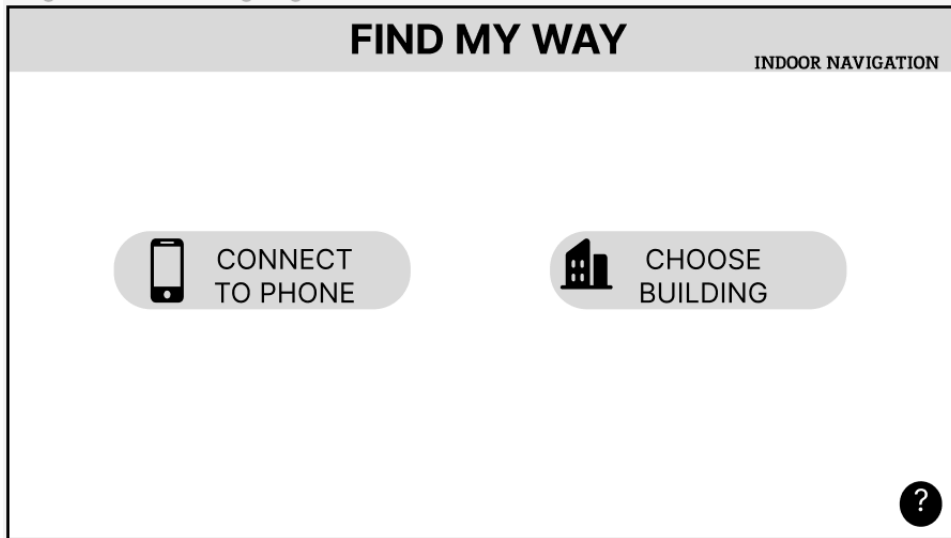 FIND MY WAY
INDOOR NAVIGATION
CONNECT
TO PHONE
CHOOSE
BUILDING
?